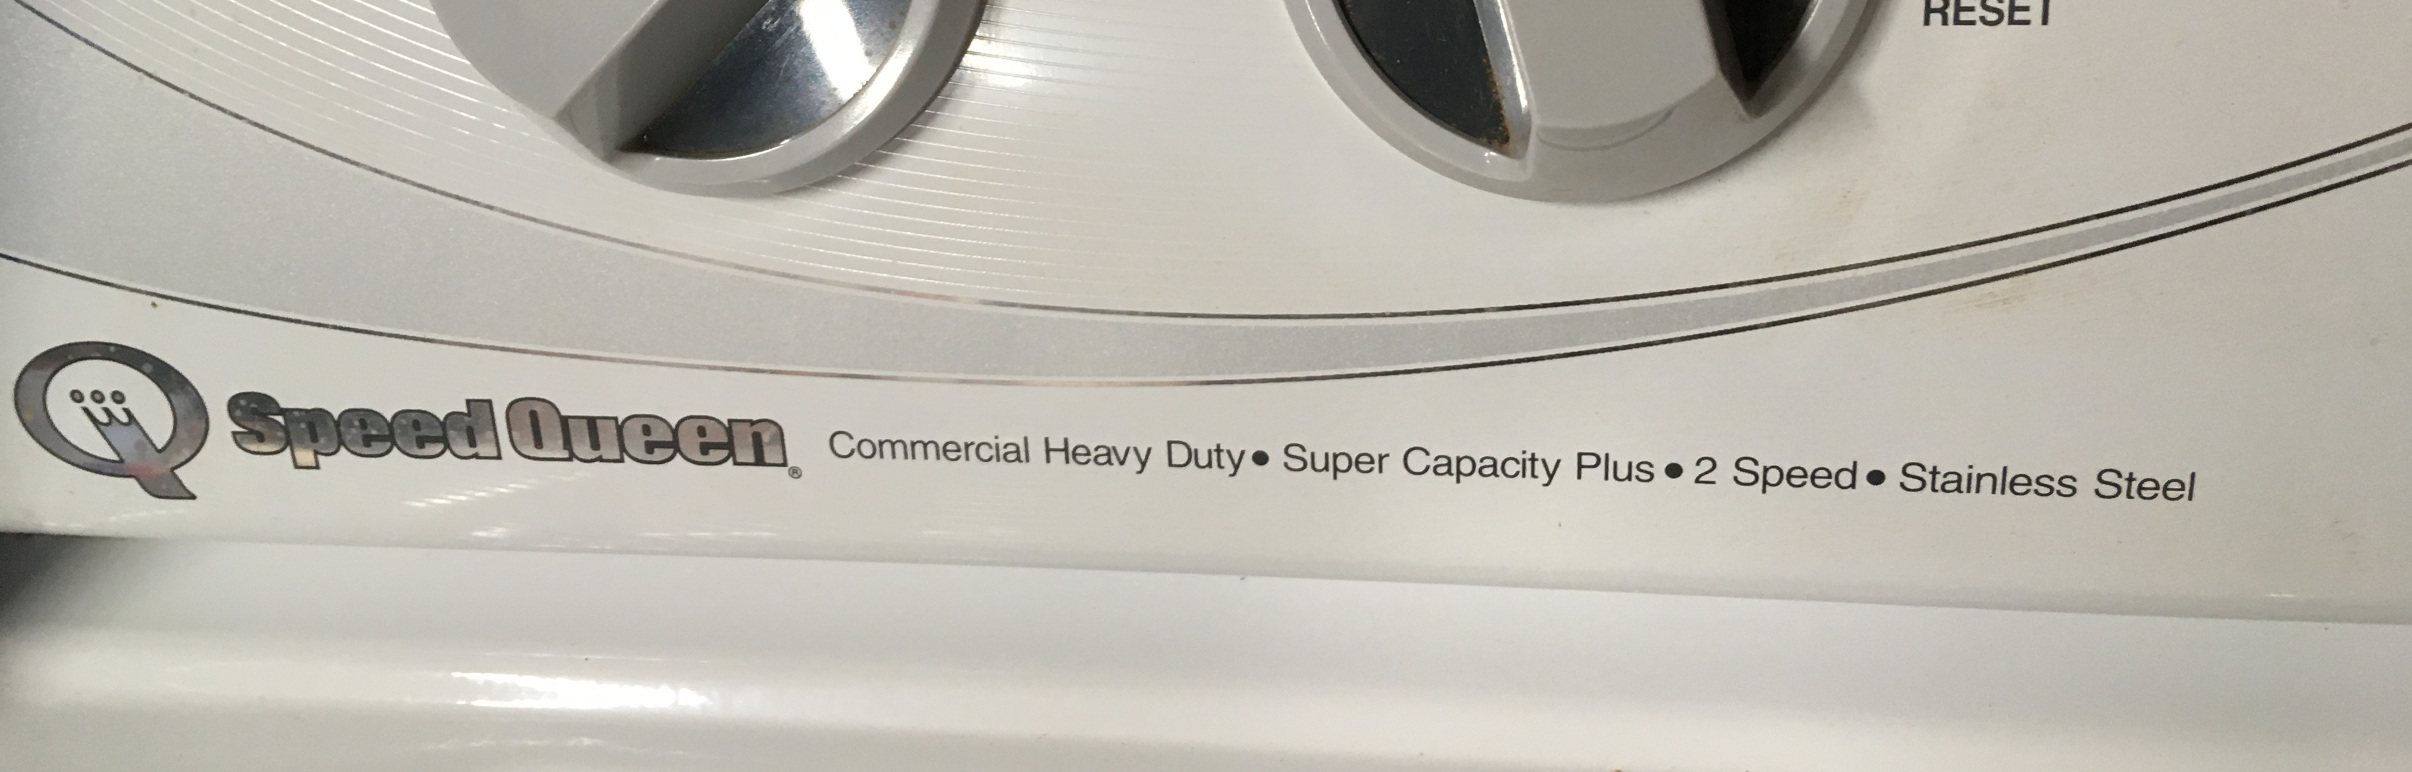 RESET
Speed Queen® Commercial Heavy Duty • Super Capacity Plus • 2 Speed • Stainless Steel